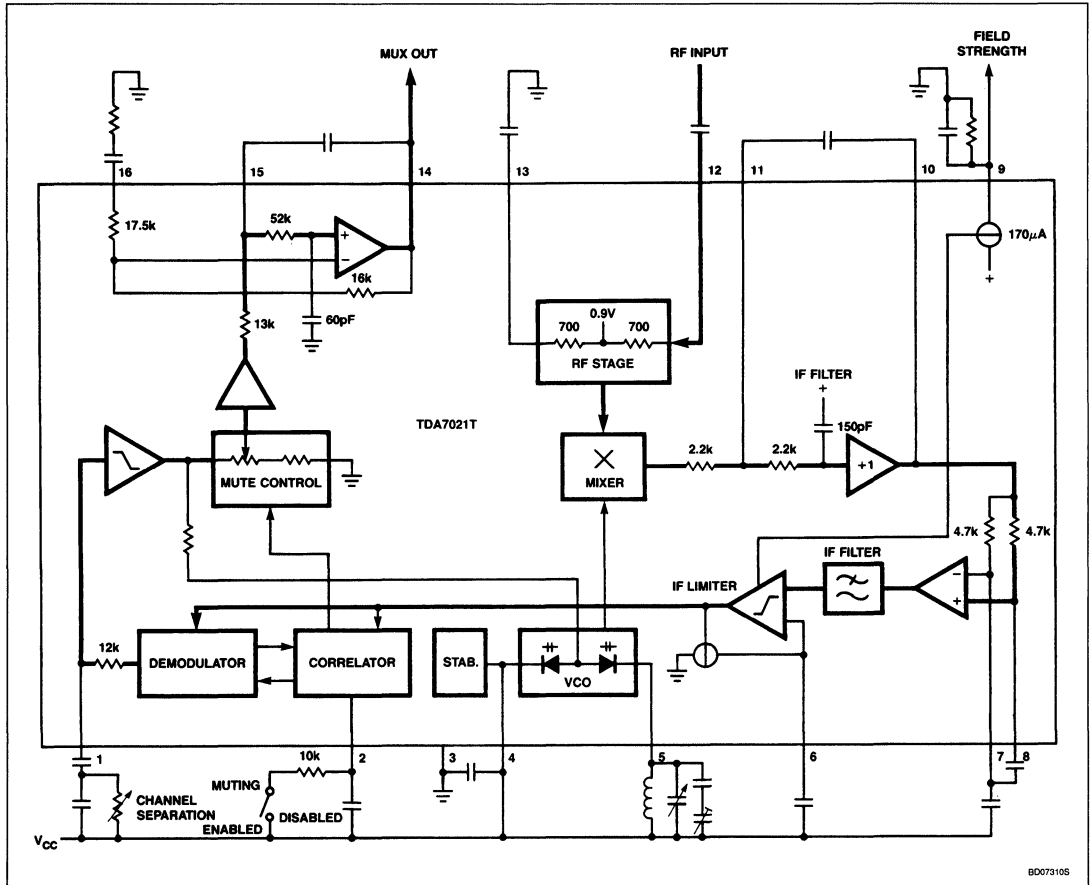 MUX OUT
RF INPUT
FIELD
STRENGTH
16
15
14
13
12
11
10
9
17.5k
52k
+
−
16k
13k
60pF
170μA
+
0.9V
700
700
RF STAGE
IF FILTER
+
150pF
TDA7021T
MUTE CONTROL
MIXER
2.2k
2.2k
+1
4.7k
4.7k
IF FILTER
IF LIMITER
−
+
12k
DEMODULATOR
CORRELATOR
STAB.
VCO
1
2
3
4
5
6
7
8
10k
MUTING
CHANNEL
SEPARATION
ENABLED
DISABLED
VCC
BD07310S